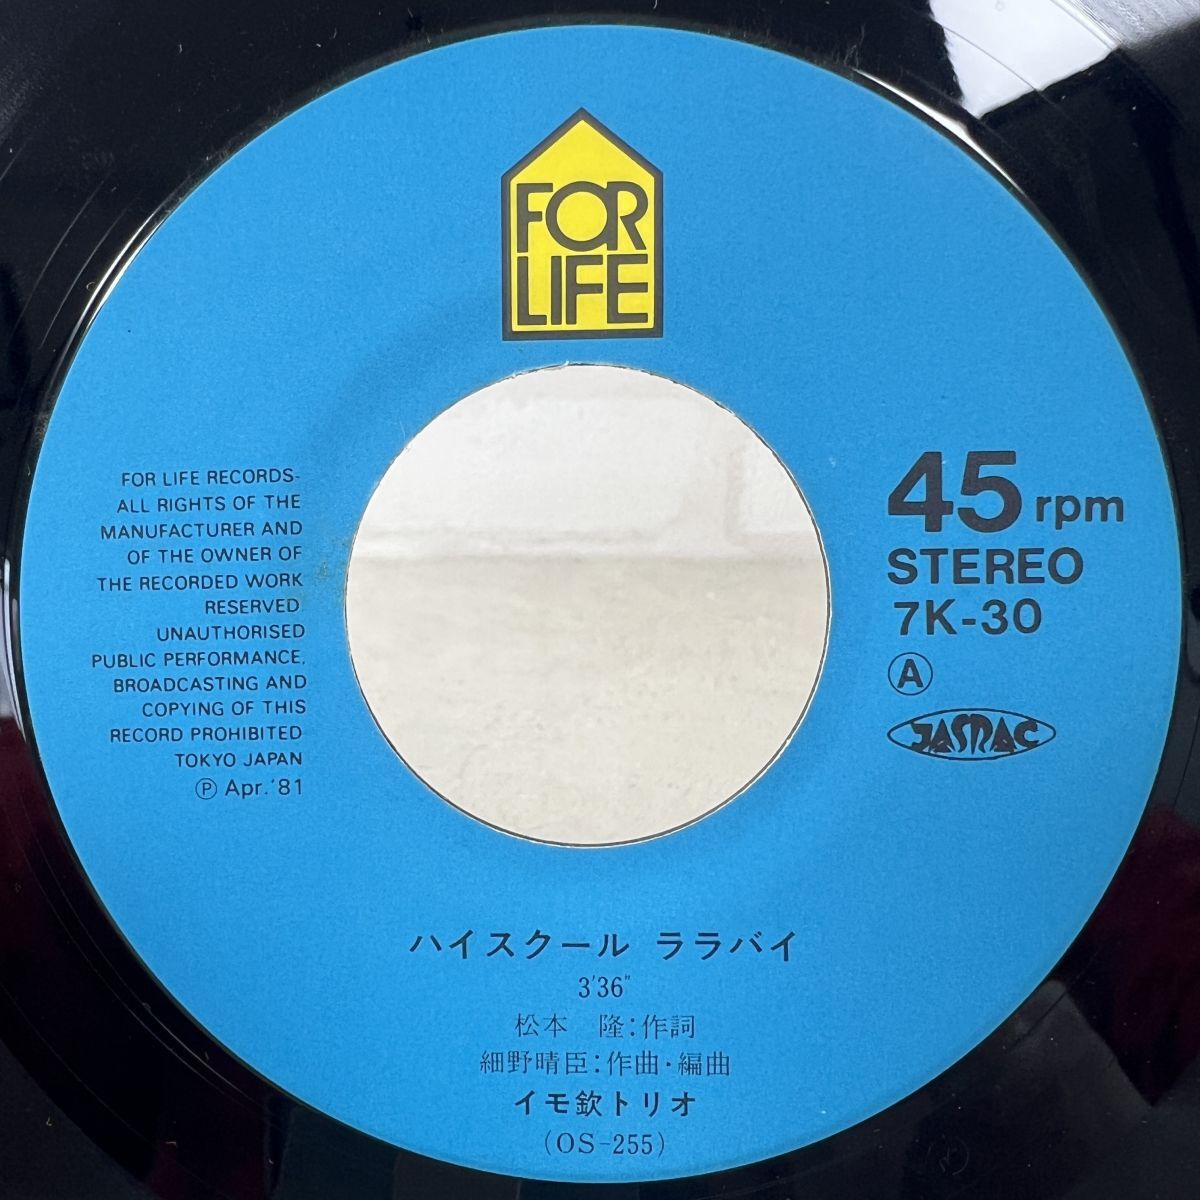 FOR
LIFE
FOR LIFE RECORDS-
ALL RIGHTS OF THE
MANUFACTURER AND
OF THE OWNER OF
THE RECORDED WORK
RESERVED
UNAUTHORISED
PUBLIC PERFORMANCE,
BROADCASTING AND
COPYING OF THIS
RECORD PROHIBITED
TOKYO JAPAN
Ⓟ Apr.'81
45 rpm
STEREO
7K-30
Ⓐ
JASRAC
ハイスクール ララバイ
3'36"
松本 隆:作詞
細野晴臣:作曲・編曲
イモ欽トリオ
(OS-255)